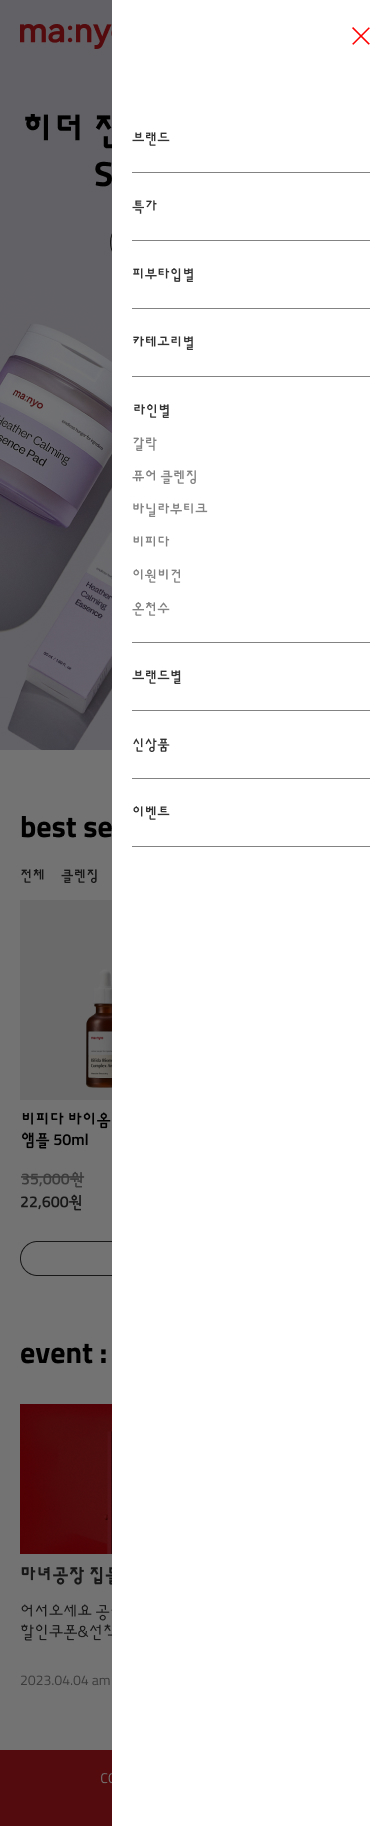 ma:nyo
브랜드
히더 진
S
특가
피부타입별
카테고리별
ma:nyo
Heather Calming
Essence Pad
라인별
갈락
퓨어 클렌징
바닐라부티크
비피다
이원비건
온천수
Heather
Calming
Essence
브랜드별
신상품
이벤트
best se
전체 클렌징
ma:nyo
비피다 바이옴
앰플 50ml
35,000원
22,600원
event :
마녀공장 집들
어서오세요 공
할인쿠폰&선착
2023.04.04 am
CO